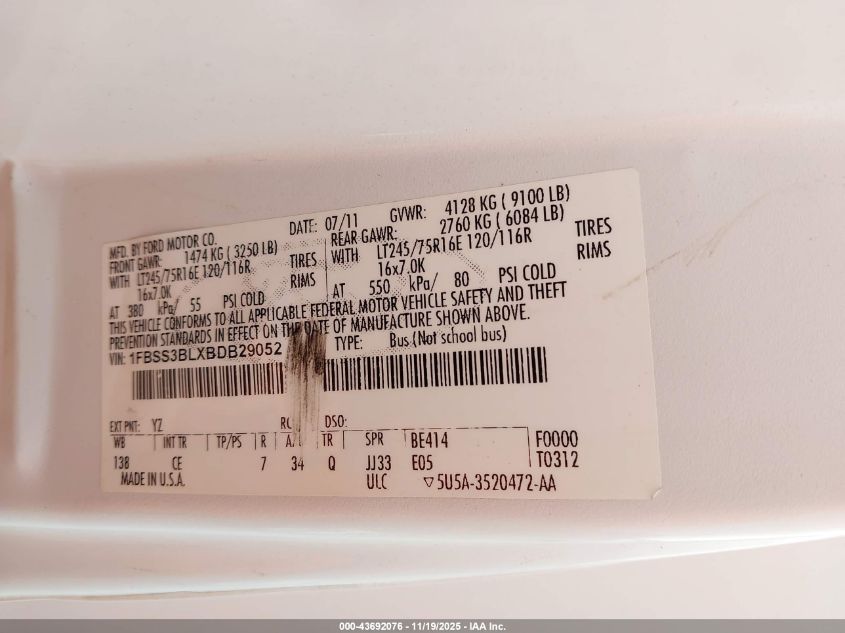 MFD. BY FORD MOTOR CO. DATE: 07/11 GVWR: 4128 KG ( 9100 LB)
FRONT GAWR: 1474 KG ( 3250 LB) REAR GAWR: 2760 KG ( 6084 LB)
WITH LT245/75R16E 120/116R TIRES WITH LT245/75R16E 120/116R TIRES
16x7.0K RIMS 16x7.0K RIMS
AT 380 kPa/ 55 PSI COLD AT 550 kPa/ 80 PSI COLD
THIS VEHICLE CONFORMS TO ALL APPLICABLE FEDERAL MOTOR VEHICLE SAFETY AND THEFT
PREVENTION STANDARDS IN EFFECT ON THE DATE OF MANUFACTURE SHOWN ABOVE.
VIN: 1FBSS3BLXBDB29052 TYPE: Bus (Not school bus)
EXT PNT: YZ DSO:
WB INT TR TP/PS R TR SPR BE414 F0000
138 CE 7 34 Q JJ33 E05 T0312
MADE IN U.S.A. ULC ▽5U5A-3520472-AA
000-43692076 - 11/19/2025 - IAA Inc.